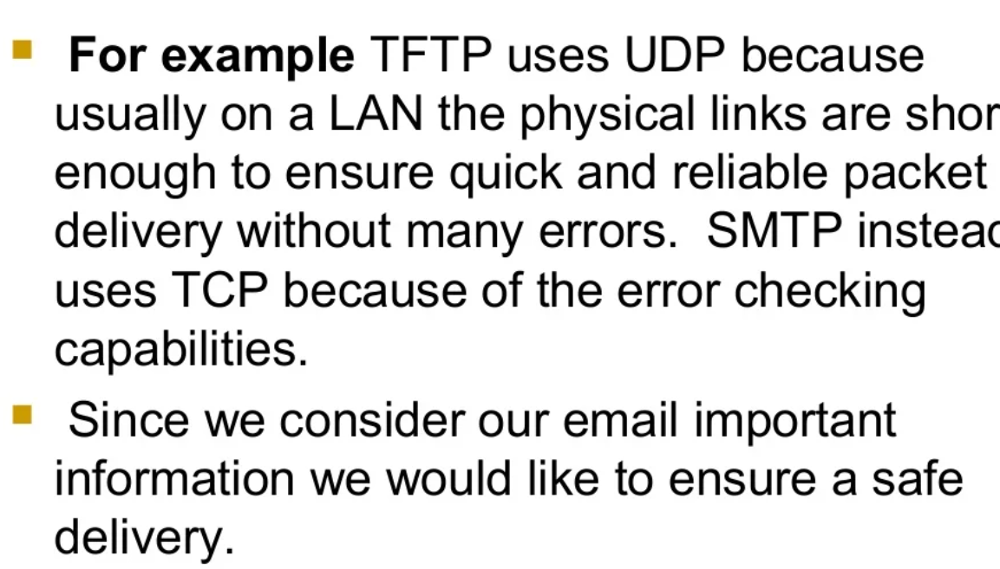 For example TFTP uses UDP because
usually on a LAN the physical links are shor
enough to ensure quick and reliable packet
delivery without many errors.  SMTP instead
uses TCP because of the error checking
capabilities.
Since we consider our email important
information we would like to ensure a safe
delivery.